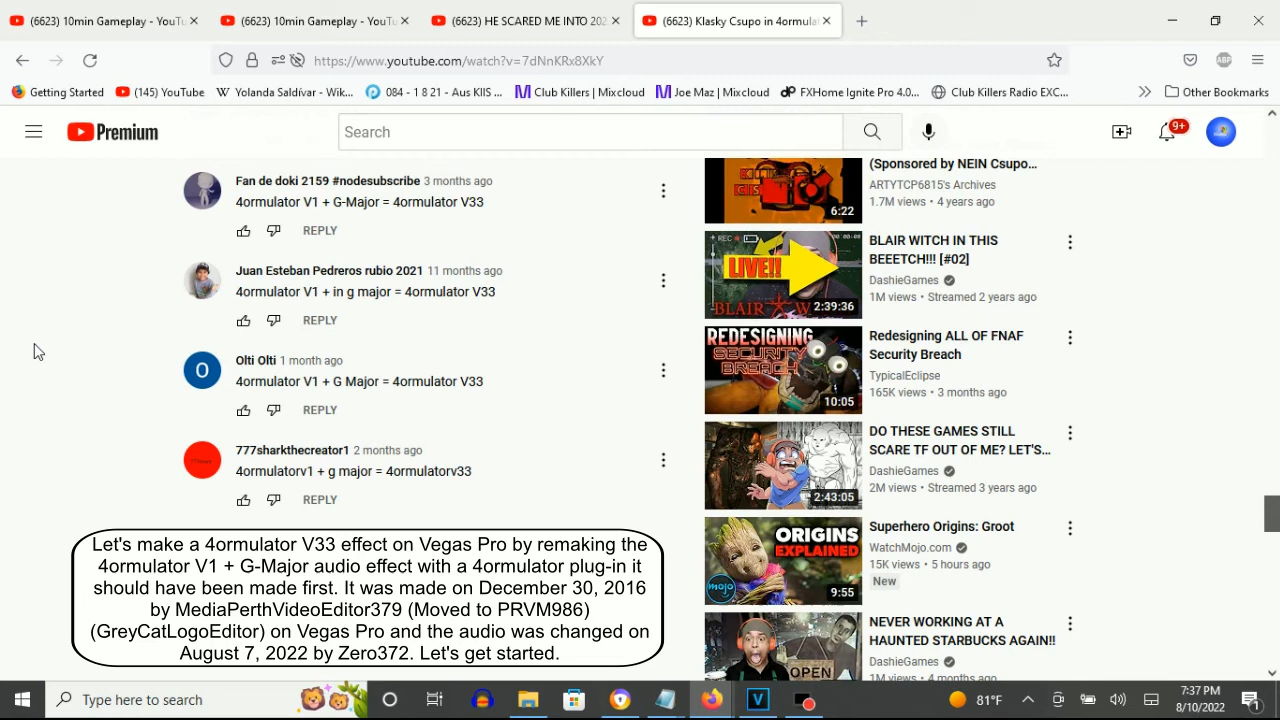 (6623) 10min Gameplay - YouTu
(6623) 10min Gameplay - YouTu
(6623) HE SCARED ME INTO 202
(6623) Klasky Csupo in 4ormula
https://www.youtube.com/watch?v=7dNnKRx8XkY
ABP
Getting Started
(145) YouTube
Yolanda Saldívar - Wik...
084 - 1 8 21 - Aus KIIS ...
Club Killers | Mixcloud
Joe Maz | Mixcloud
FXHome Ignite Pro 4.0...
Club Killers Radio EXC...
Other Bookmarks
Premium
Search
9+
Fan de doki 2159 #nodesubscribe 3 months ago
4ormulator V1 + G-Major = 4ormulator V33
REPLY
Juan Esteban Pedreros rubio 2021 11 months ago
4ormulator V1 + in g major = 4ormulator V33
REPLY
O
Olti Olti 1 month ago
4ormulator V1 + G Major = 4ormulator V33
REPLY
777sharkthecreator1 2 months ago
4ormulatorv1 + g major = 4ormulatorv33
REPLY
Let's make a 4ormulator V33 effect on Vegas Pro by remaking the
4ormulator V1 + G-Major audio effect with a 4ormulator plug-in it
should have been made first. It was made on December 30, 2016
by MediaPerthVideoEditor379 (Moved to PRVM986)
(GreyCatLogoEditor) on Vegas Pro and the audio was changed on
August 7, 2022 by Zero372. Let's get started.
6:22
(Sponsored by NEIN Csupo...
ARTYTCP6815's Archives
1.7M views • 4 years ago
REC
LIVE!!
BLAIR W
2:39:36
BLAIR WITCH IN THIS
BEEETCH!!! [#02]
DashieGames
1M views • Streamed 2 years ago
REDESIGNING
SECURITY
BREACH
10:05
Redesigning ALL OF FNAF
Security Breach
TypicalEclipse
165K views • 3 months ago
2:43:05
DO THESE GAMES STILL
SCARE TF OUT OF ME? LET'S...
DashieGames
2M views • Streamed 3 years ago
ORIGINS
EXPLAINED
mojo
9:55
Superhero Origins: Groot
WatchMojo.com
15K views • 5 hours ago
New
OPEN
NEVER WORKING AT A
HAUNTED STARBUCKS AGAIN!!
DashieGames
1M views • 4 months ago
Type here to search
V
81°F
7:37 PM
8/10/2022
1